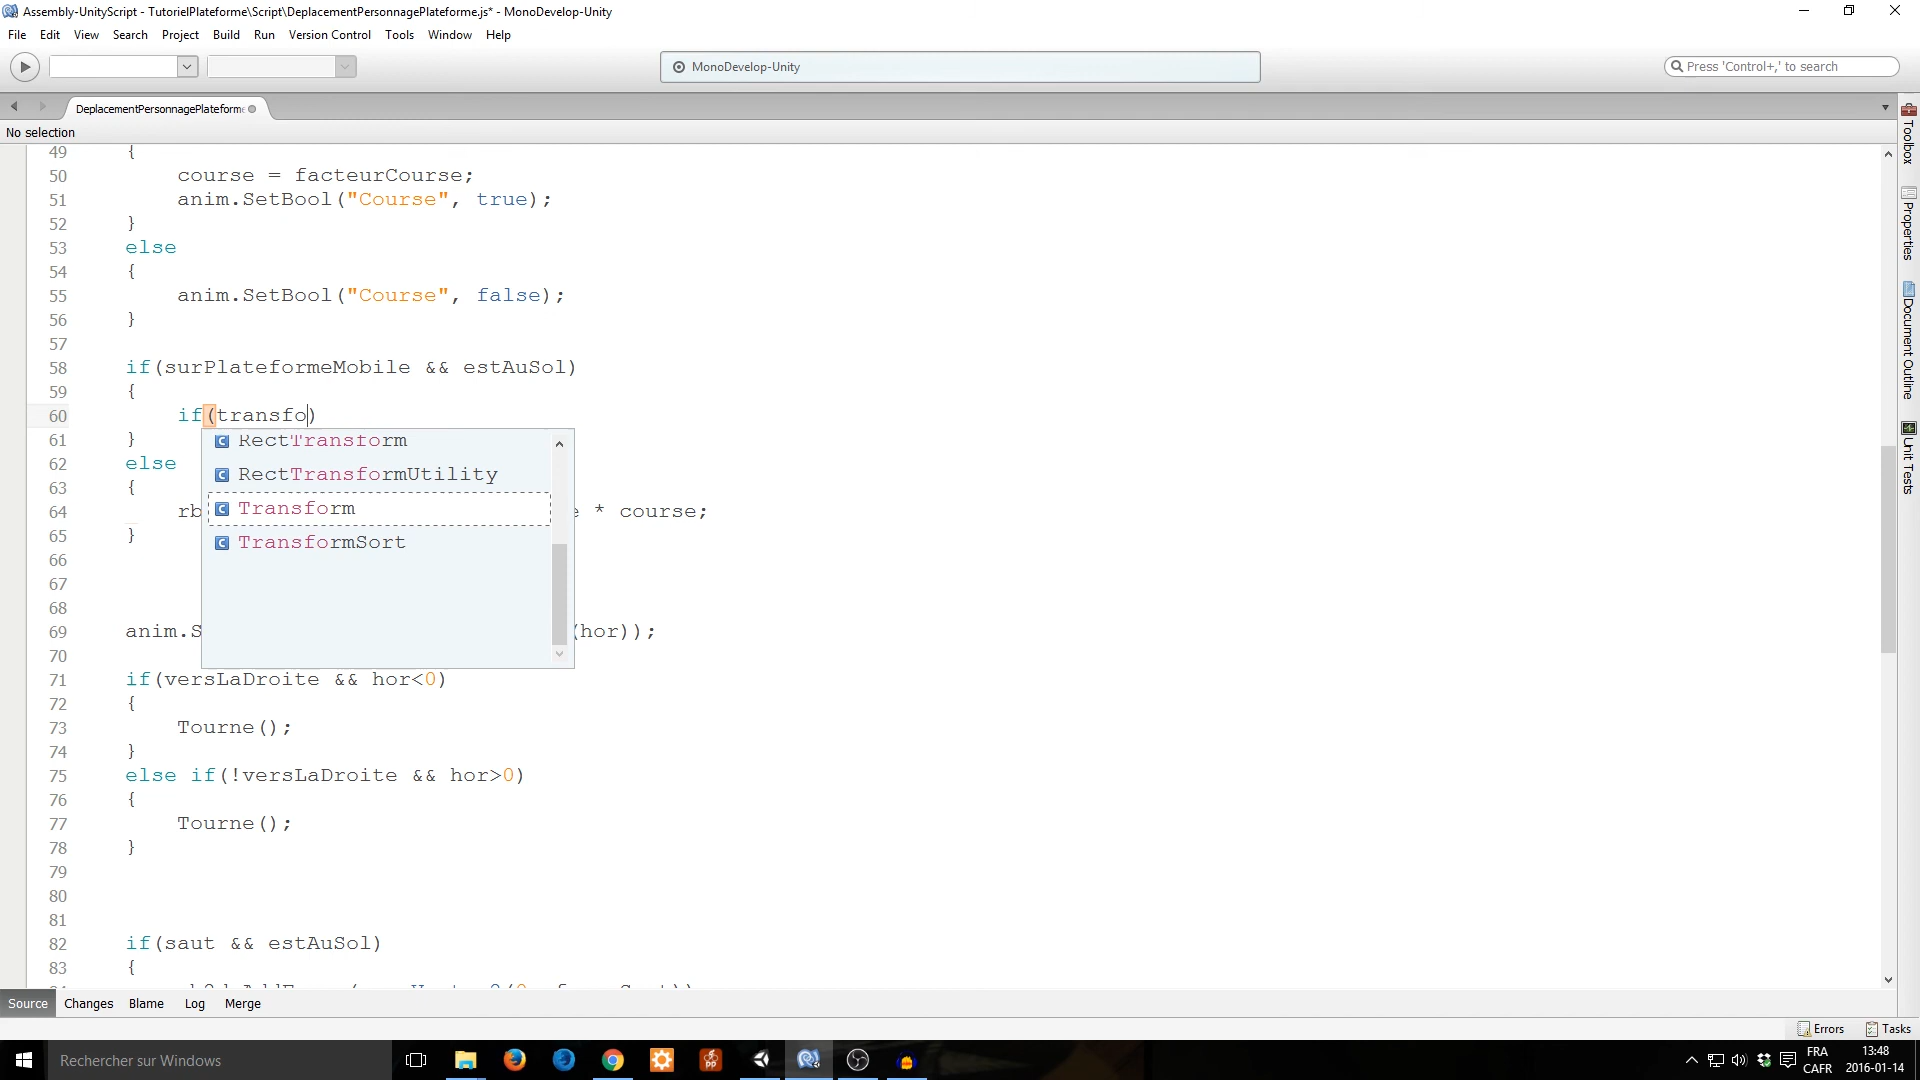 Assembly-UnityScript - TutorielPlateforme\Script\DeplacementPersonnagePlateforme.js* - MonoDevelop-Unity
File Edit View Search Project Build Run Version Control Tools Window Help
MonoDevelop-Unity
Press 'Control+,' to search
DeplacementPersonnagePlateforme
No selection
49 {
50 course = facteurCourse;
51 anim.SetBool("Course", true);
52 }
53 else
54 {
55 anim.SetBool("Course", false);
56 }
57
58 if(surPlateformeMobile && estAuSol)
59 {
60 if(transfo)
61 }
RectTransform
62 else
RectTransformUtility
63 {
Transform
64 rb * course;
TransformSort
65 }
66
67
68
69 anim.S (hor));
70
71 if(versLaDroite && hor<0)
72 {
73 Tourne();
74 }
75 else if(!versLaDroite && hor>0)
76 {
77 Tourne();
78 }
79
80
81
82 if(saut && estAuSol)
83 {
Source Changes Blame Log Merge
Errors Tasks
Toolbox
Properties
Document Outline
Unit Tests
Rechercher sur Windows
FRA
CAFR
13:48
2016-01-14